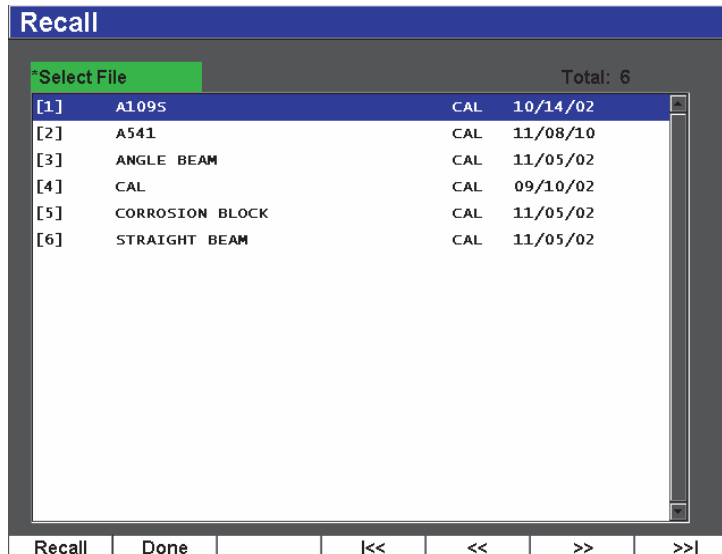 Recall
*Select File Total: 6
[1] A109S CAL 10/14/02
[2] A541 CAL 11/08/10
[3] ANGLE BEAM CAL 11/05/02
[4] CAL CAL 09/10/02
[5] CORROSION BLOCK CAL 11/05/02
[6] STRAIGHT BEAM CAL 11/05/02
Recall Done |<< << >> >>|